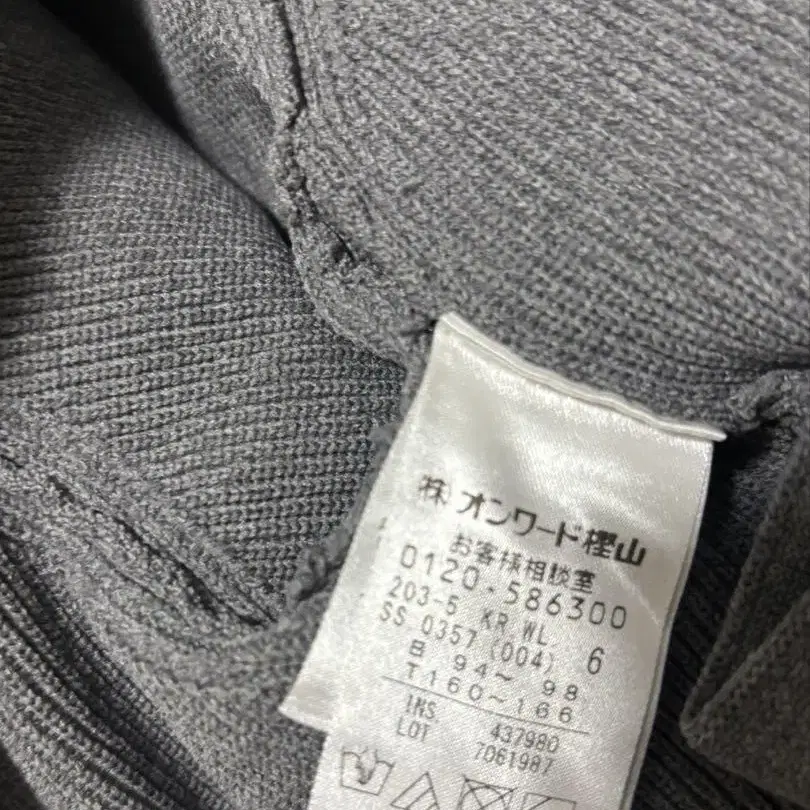 ㈱ オンワード樫山
お客様相談室
0120・586300
203-5 KR WL
SS 0357 (004) 6
B 94～ 98
T160～166
INS. 437980
LOT 7061987